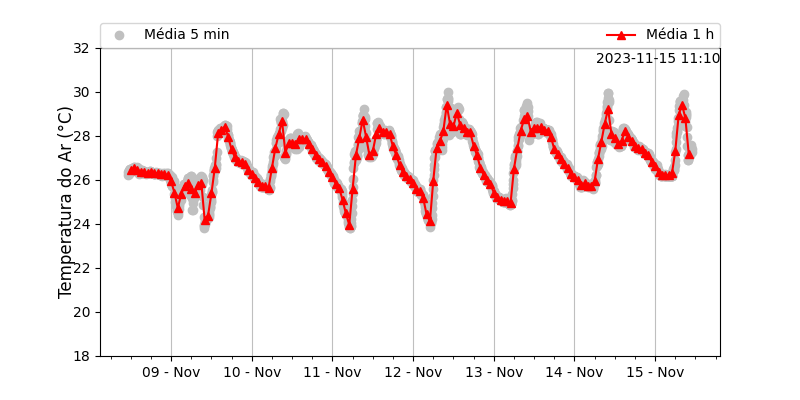 Média 5 min
Média 1 h
2023-11-15 11:10
Temperatura do Ar (°C)
32
30
28
26
24
22
20
18
09 - Nov
10 - Nov
11 - Nov
12 - Nov
13 - Nov
14 - Nov
15 - Nov